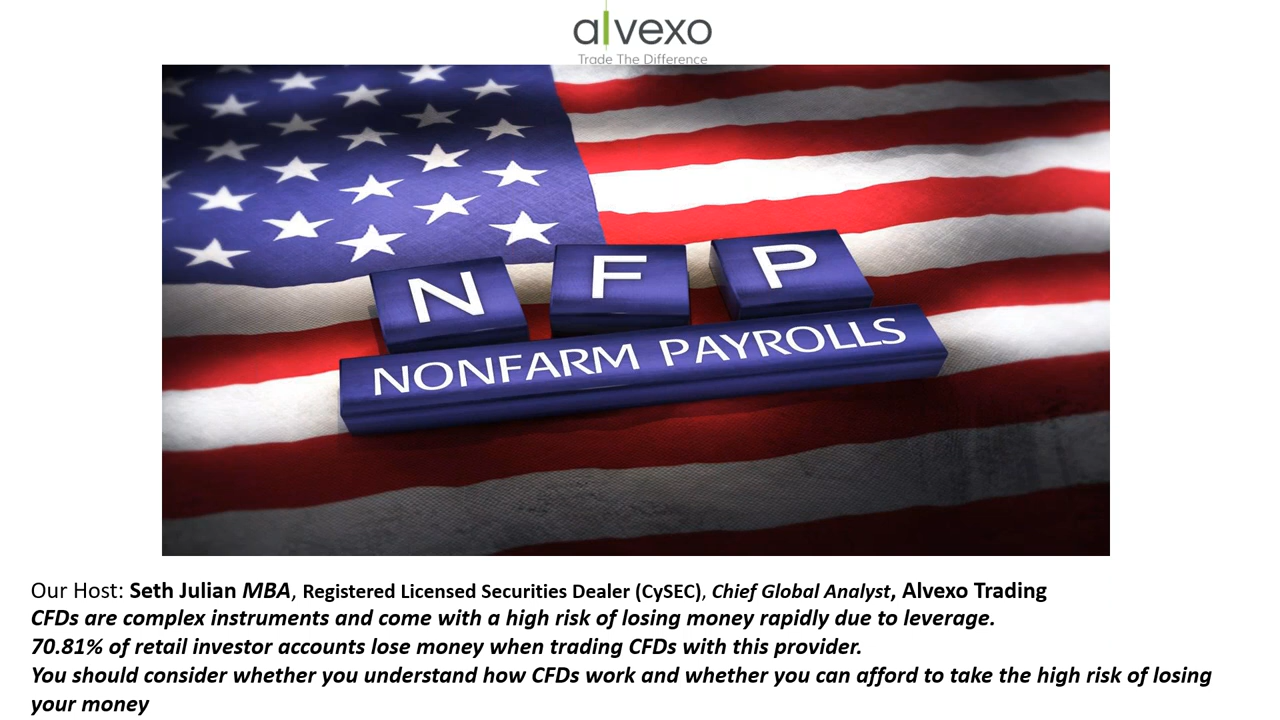 alvexo
Trade The Difference
N F P
NONFARM PAYROLLS
Our Host: Seth Julian MBA, Registered Licensed Securities Dealer (CySEC), Chief Global Analyst, Alvexo Trading
CFDs are complex instruments and come with a high risk of losing money rapidly due to leverage.
70.81% of retail investor accounts lose money when trading CFDs with this provider.
You should consider whether you understand how CFDs work and whether you can afford to take the high risk of losing
your money